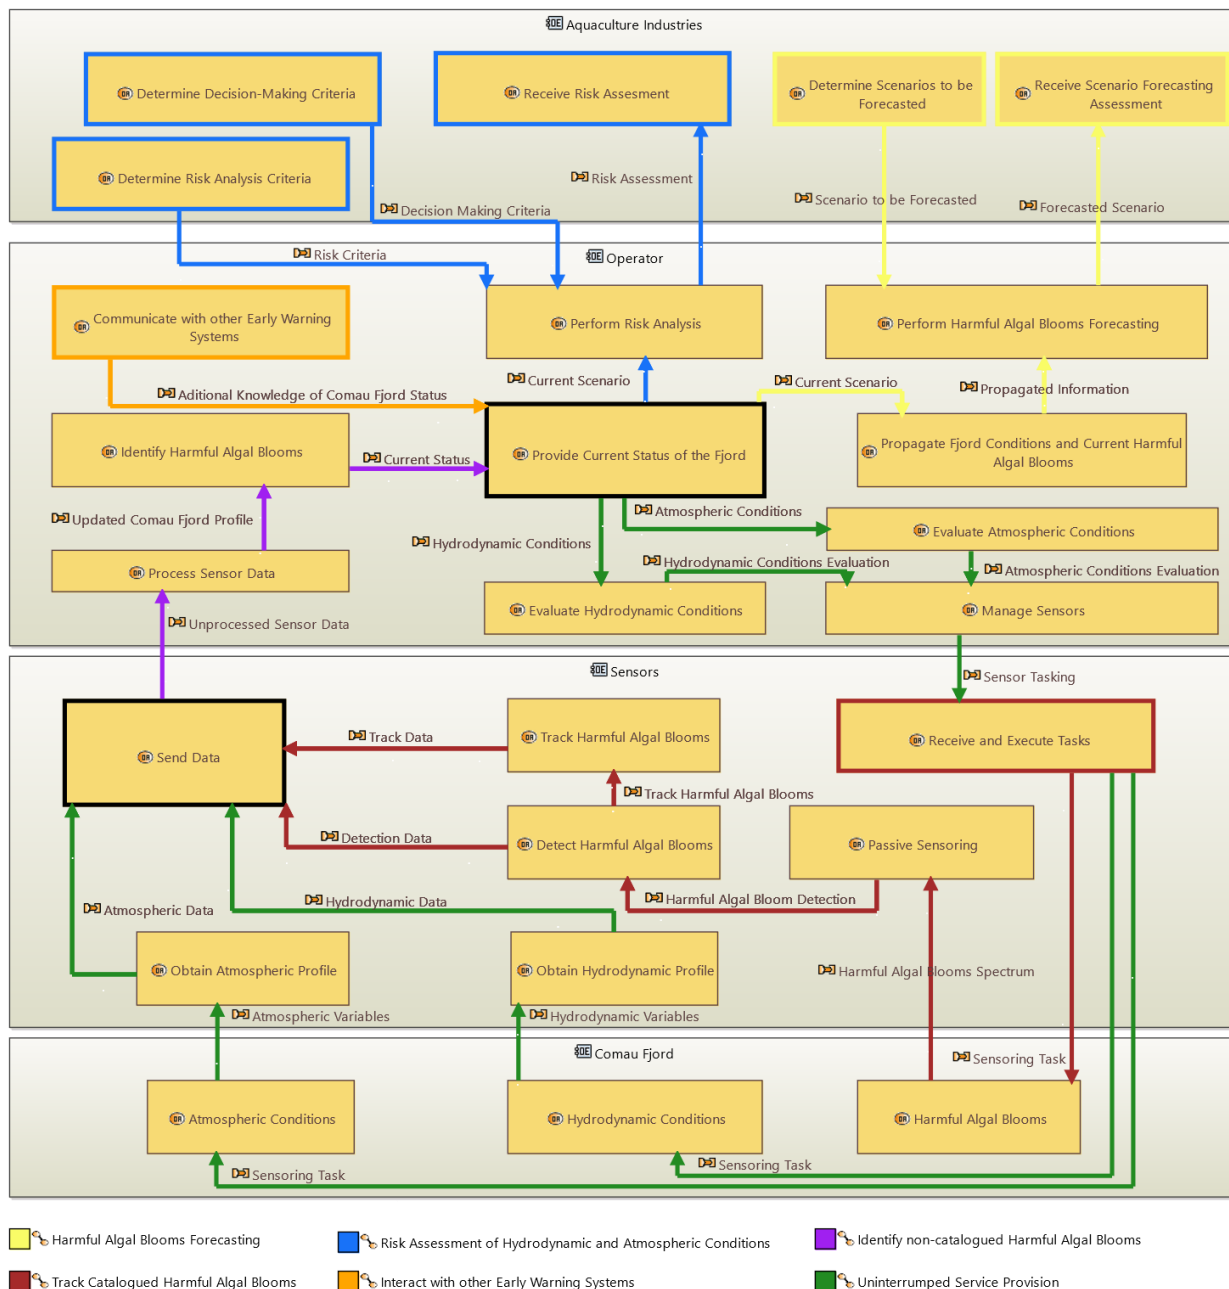 Aquaculture Industries
Determine Decision-Making Criteria
Receive Risk Assesment
Determine Scenarios to be
Forecasted
Receive Scenario Forecasting
Assessment
Determine Risk Analysis Criteria
Risk Assessment
Scenario to be Forecasted
Forecasted Scenario
Decision Making Criteria
Operator
Risk Criteria
Communicate with other Early Warning
Systems
Perform Risk Analysis
Perform Harmful Algal Blooms Forecasting
Current Scenario
Current Scenario
Propagated Information
Aditional Knowledge of Comau Fjord Status
Identify Harmful Algal Blooms
Current Status
Provide Current Status of the Fjord
Propagate Fjord Conditions and Current Harmful
Algal Blooms
Updated Comau Fjord Profile
Atmospheric Conditions
Evaluate Atmospheric Conditions
Hydrodynamic Conditions
Hydrodynamic Conditions Evaluation
Atmospheric Conditions Evaluation
Process Sensor Data
Evaluate Hydrodynamic Conditions
Manage Sensors
Unprocessed Sensor Data
Sensors
Sensor Tasking
Send Data
Track Data
Track Harmful Algal Blooms
Receive and Execute Tasks
Track Harmful Algal Blooms
Detection Data
Detect Harmful Algal Blooms
Passive Sensoring
Atmospheric Data
Hydrodynamic Data
Harmful Algal Bloom Detection
Obtain Atmospheric Profile
Obtain Hydrodynamic Profile
Harmful Algal Blooms Spectrum
Atmospheric Variables
Hydrodynamic Variables
Comau Fjord
Sensoring Task
Atmospheric Conditions
Hydrodynamic Conditions
Harmful Algal Blooms
Sensoring Task
Sensoring Task
Harmful Algal Blooms Forecasting
Risk Assessment of Hydrodynamic and Atmospheric Conditions
Identify non-catalogued Harmful Algal Blooms
Track Catalogued Harmful Algal Blooms
Interact with other Early Warning Systems
Uninterrumped Service Provision